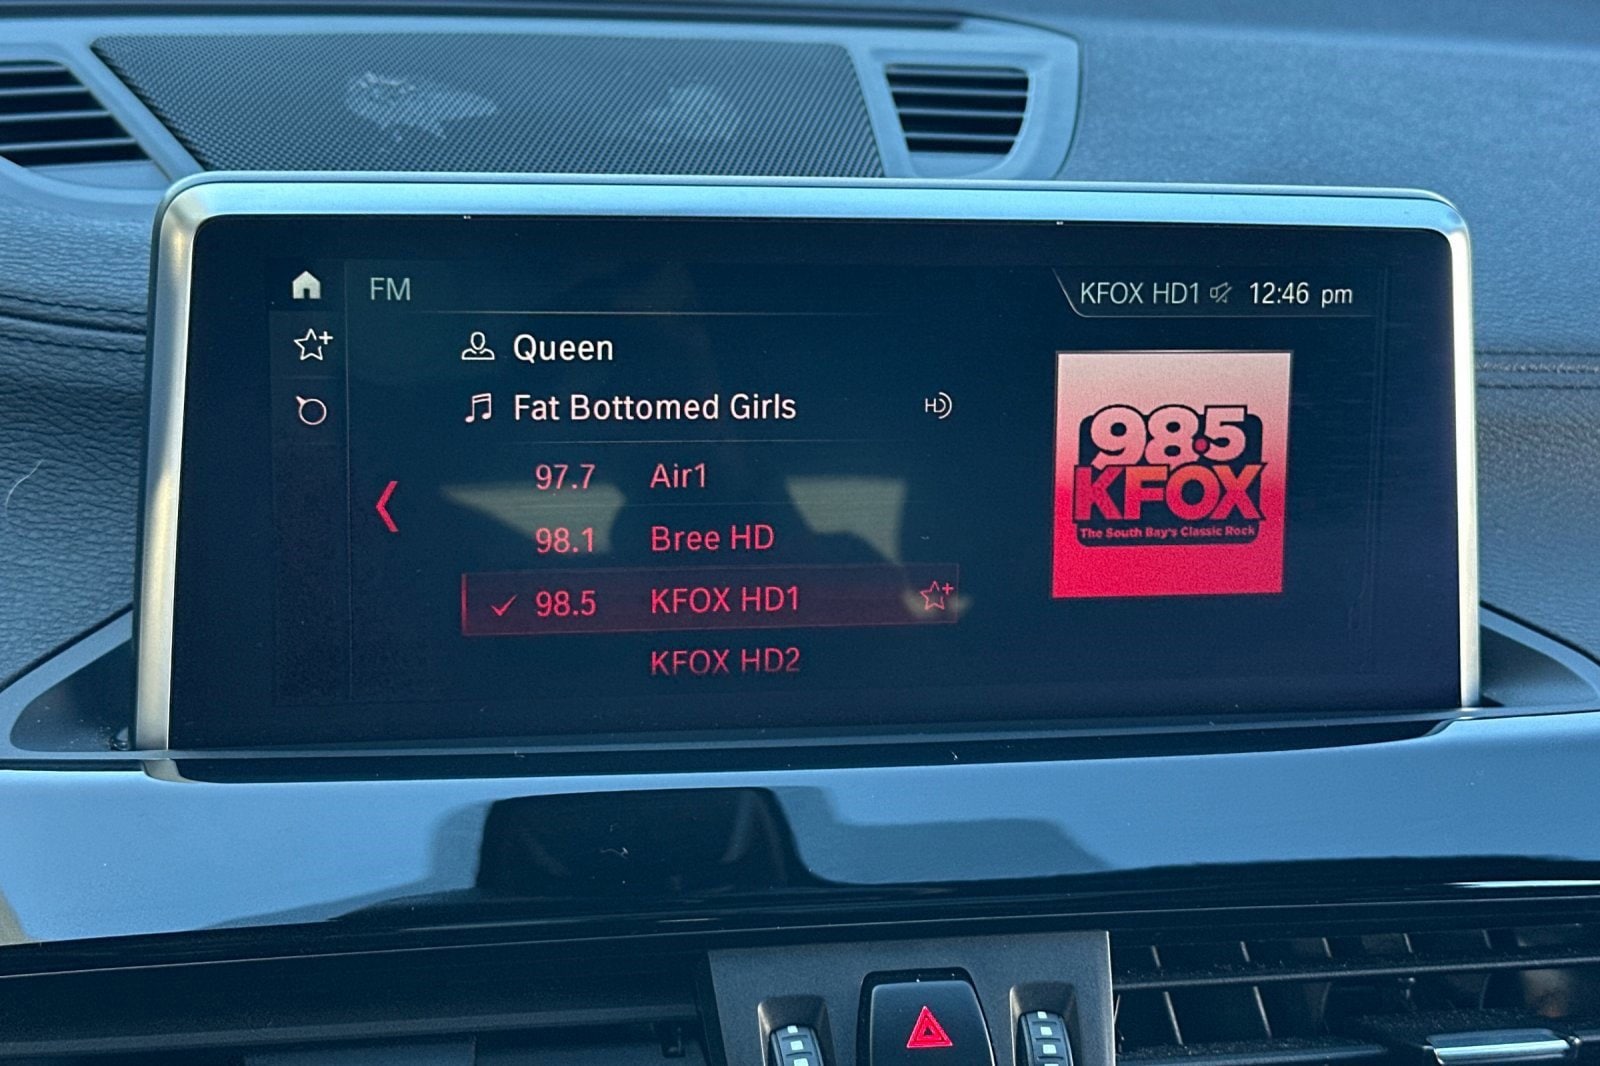 FM
KFOX HD1 12:46 pm
Queen
Fat Bottomed Girls HD
97.7 Air1
98.1 Bree HD
98.5 KFOX HD1
KFOX HD2
98.5
KFOX
The South Bay's Classic Rock